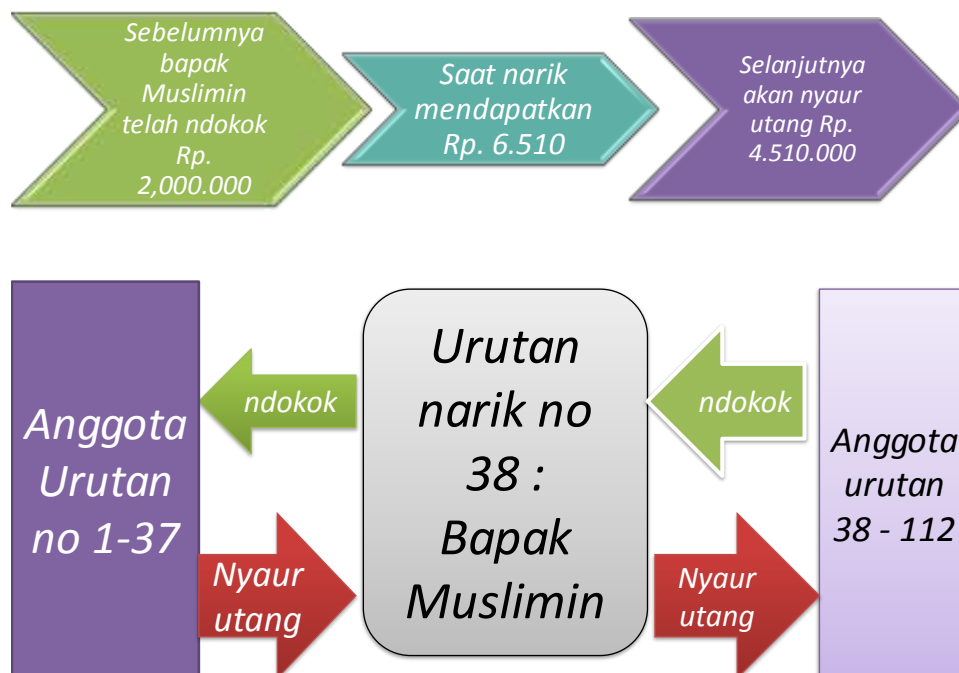 Sebelumnya
bapak
Muslimin
telah ndokok
Rp.
2,000.000
Saat narik
mendapatkan
Rp. 6.510
Selanjutnya
akan nyaur
utang Rp.
4.510.000
Anggota
Urutan
no 1-37
ndokok
Nyaur
utang
Urutan
narik no
38 :
Bapak
Muslimin
ndokok
Nyaur
utang
Anggota
urutan
38 - 112